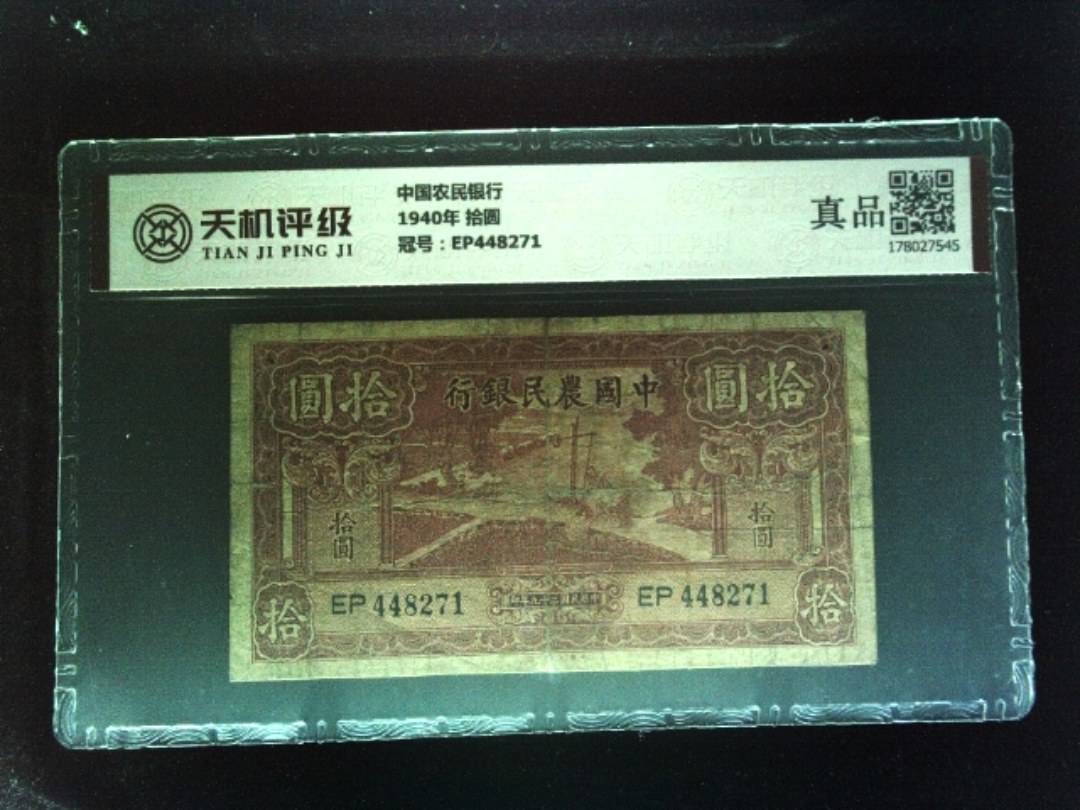 天机评级
TIAN JI PING JI
中国农民银行
1940年 拾圆
冠号：EP448271
真品
178027545
拾圓
中國農民銀行
拾圓
拾圓
拾圓
EP 448271
EP 448271
拾
拾